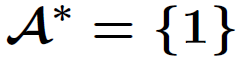 𝓐* = {1}